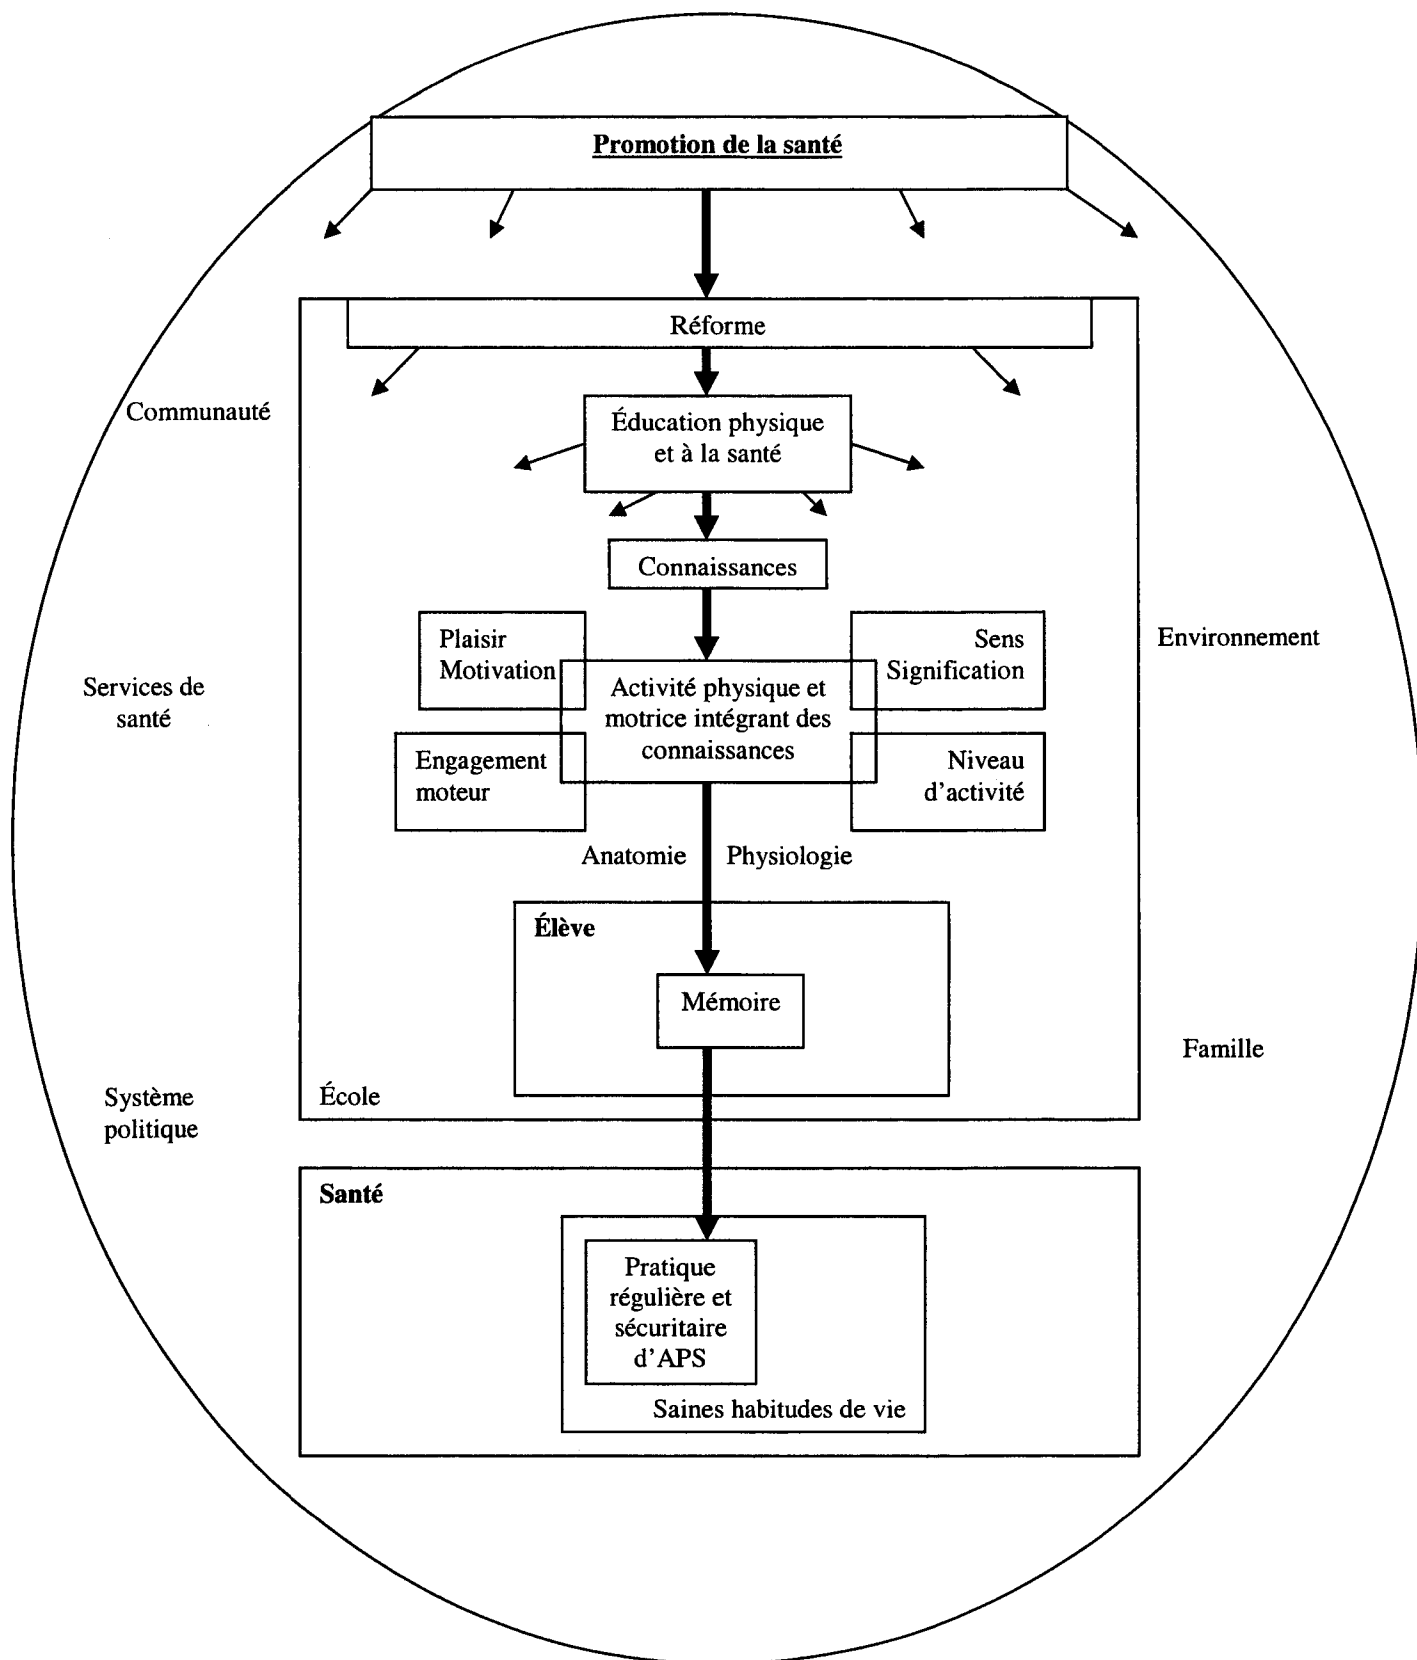 Promotion de la santé
Réforme
Communauté
Éducation physique
et à la santé
Connaissances
Plaisir
Motivation
Sens
Signification
Environnement
Services de
santé
Activité physique et
motrice intégrant des
connaissances
Engagement
moteur
Niveau
d'activité
Anatomie
Physiologie
Élève
Mémoire
Famille
École
Système
politique
Santé
Pratique
régulière et
sécuritaire
d'APS
Saines habitudes de vie